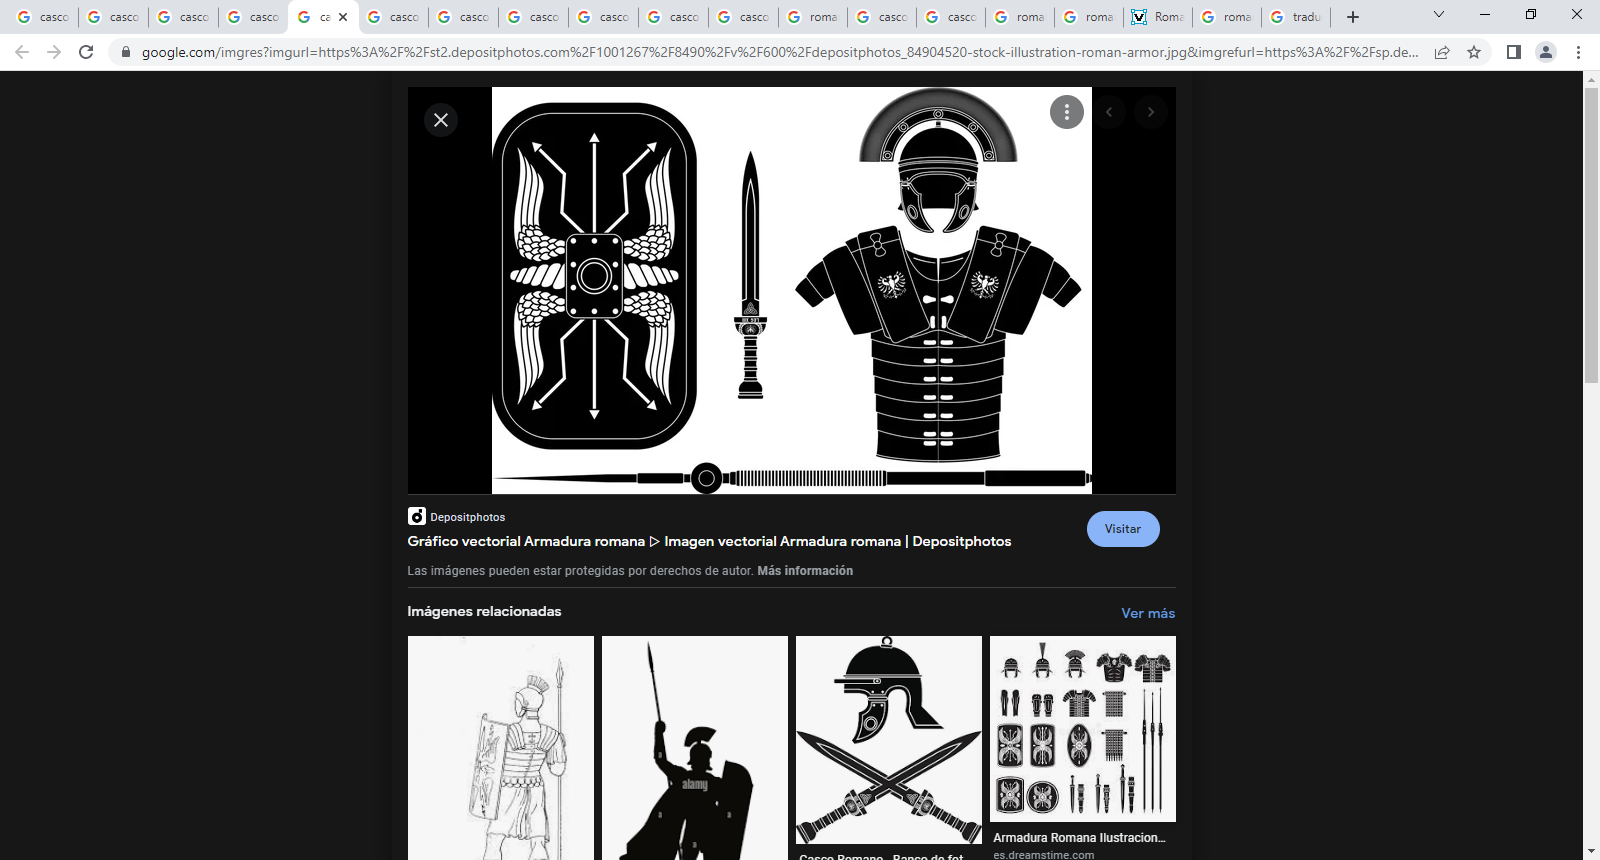 casco
casco
casco
casco
ca
casco
casco
casco
casco
casco
casco
roma
casco
casco
roma
roma
Roma
roma
tradu
google.com/imgres?imgurl=https%3A%2F%2Fst2.depositphotos.com%2F1001267%2F8490%2Fv%2F600%2Fdepositphotos_84904520-stock-illustration-roman-armor.jpg&imgrefurl=https%3A%2F%2Fsp.de...
Depositphotos
Gráfico vectorial Armadura romana ▷ Imagen vectorial Armadura romana | Depositphotos
Visitar
Las imágenes pueden estar protegidas por derechos de autor. Más información
Imágenes relacionadas
Ver más
alamy
a
a
a
a
Casco Romano - Banco de fot
Armadura Romana Ilustracion...
es.dreamstime.com